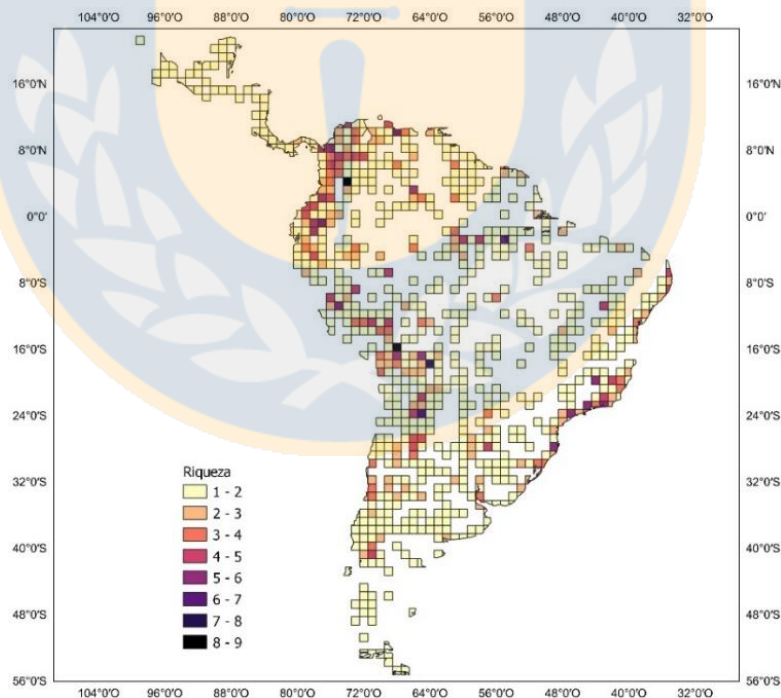 104°0'O 96°0'O 80°0'O 72°0'O 64°0'O 56°0'O 48°0'O 40°0'O 32°0'O
16°0'N 16°0'N
8°0'N 8°0'N
0°0' 0°0'
8°0'S 8°0'S
16°0'S 16°0'S
24°0'S 24°0'S
32°0'S 32°0'S
Riqueza
1 - 2
2 - 3
3 - 4
40°0'S 40°0'S
4 - 5
5 - 6
6 - 7
48°0'S 48°0'S
7 - 8
8 - 9
56°0'S 56°0'S
104°0'O 96°0'O 80°0'O 72°0'O 64°0'O 56°0'O 48°0'O 40°0'O 32°0'O